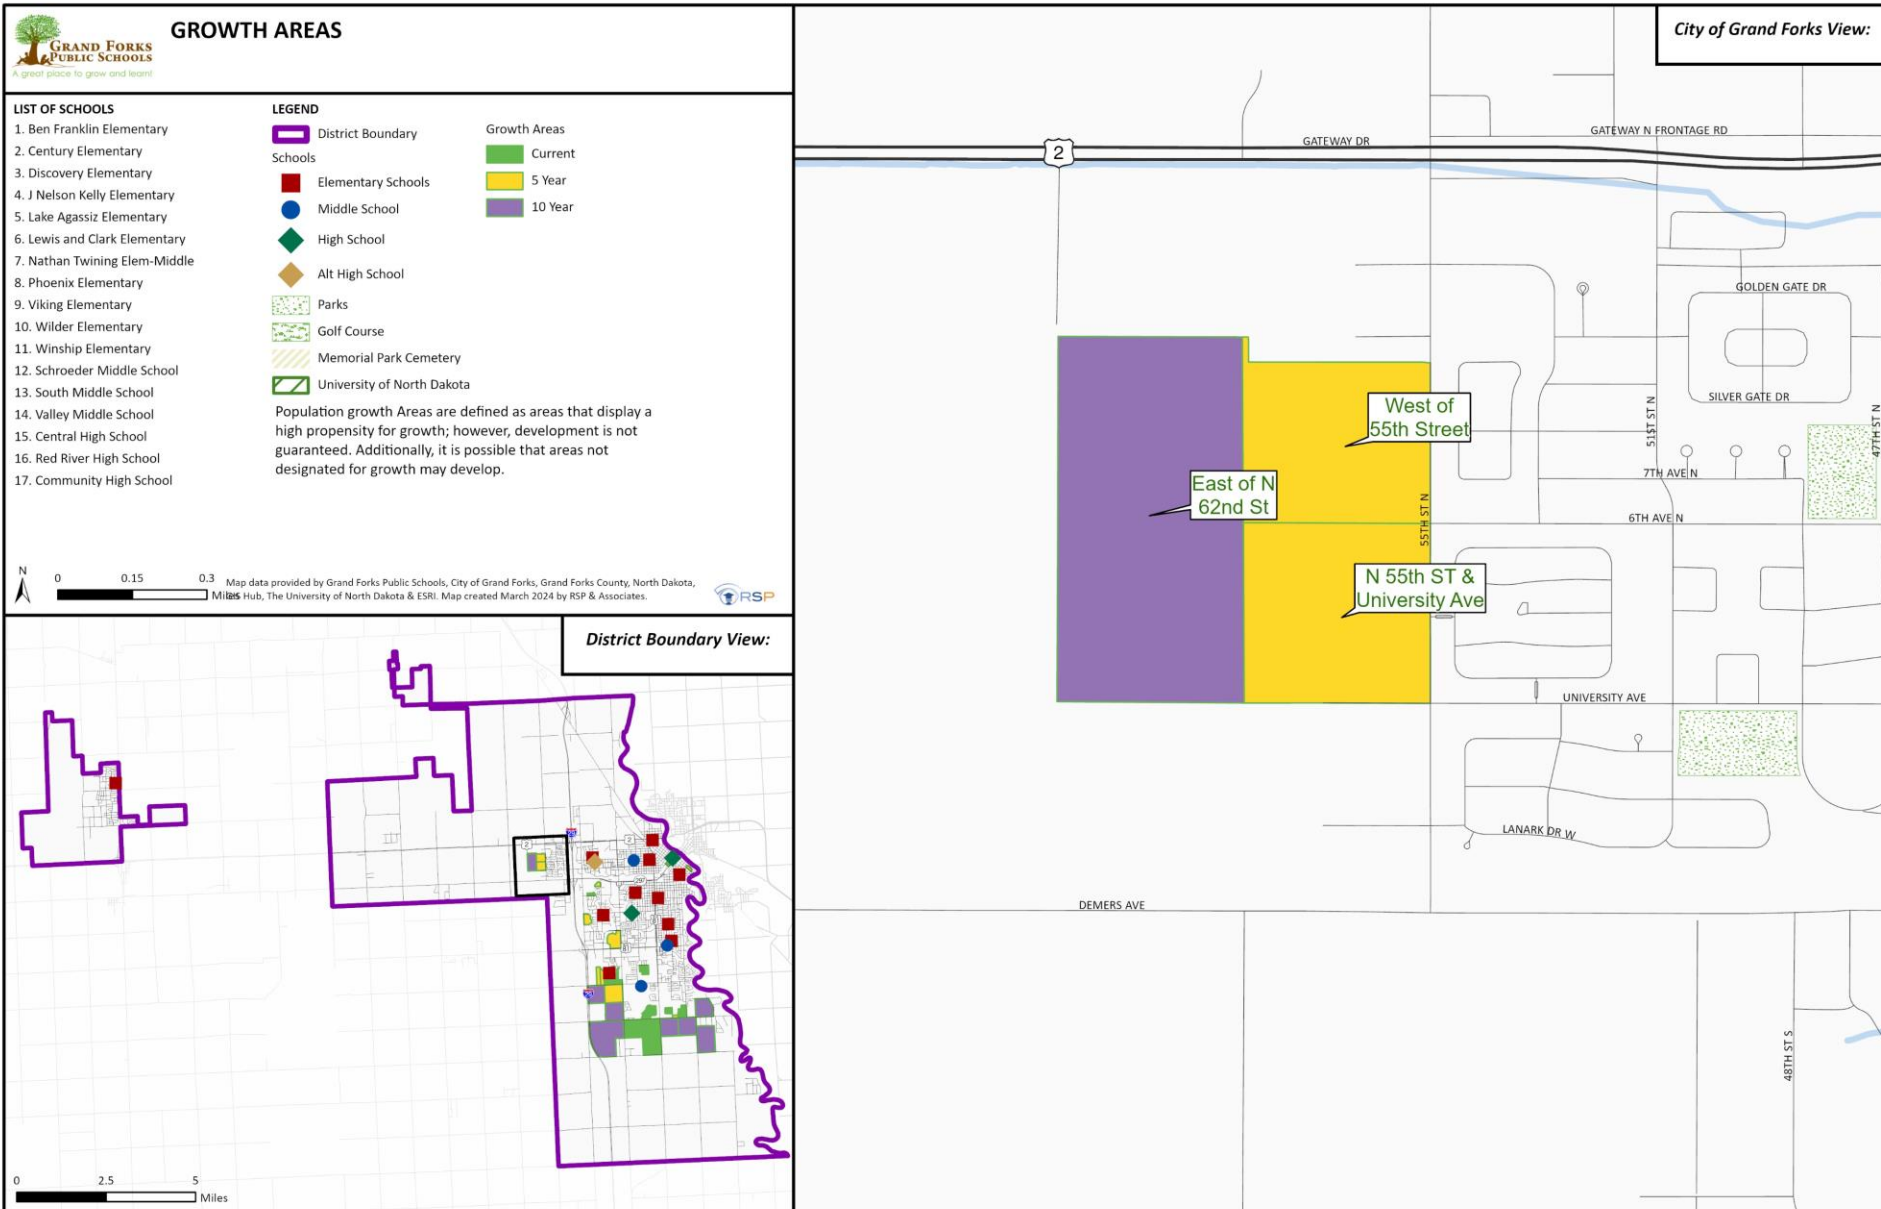 GRAND FORKS
PUBLIC SCHOOLS
A great place to grow and learn!
GROWTH AREAS
LIST OF SCHOOLS
1. Ben Franklin Elementary
2. Century Elementary
3. Discovery Elementary
4. J Nelson Kelly Elementary
5. Lake Agassiz Elementary
6. Lewis and Clark Elementary
7. Nathan Twining Elem-Middle
8. Phoenix Elementary
9. Viking Elementary
10. Wilder Elementary
11. Winship Elementary
12. Schroeder Middle School
13. South Middle School
14. Valley Middle School
15. Central High School
16. Red River High School
17. Community High School
LEGEND
District Boundary
Schools
Elementary Schools
Middle School
High School
Alt High School
Parks
Golf Course
Memorial Park Cemetery
University of North Dakota
Growth Areas
Current
5 Year
10 Year
Population growth Areas are defined as areas that display a
high propensity for growth; however, development is not
guaranteed. Additionally, it is possible that areas not
designated for growth may develop.
N
0 0.15 0.3
Miles
Map data provided by Grand Forks Public Schools, City of Grand Forks, Grand Forks County, North Dakota,
Hub, The University of North Dakota & ESRI. Map created March 2024 by RSP & Associates.
RSP
District Boundary View:
2
2
0 2.5 5
Miles
City of Grand Forks View:
GATEWAY N FRONTAGE RD
GATEWAY DR
2
GOLDEN GATE DR
SILVER GATE DR
51ST ST N
47TH ST N
West of
55th Street
7TH AVE N
East of N
62nd St
55TH ST N
6TH AVE N
N 55th ST &
University Ave
UNIVERSITY AVE
LANARK DR W
DEMERS AVE
48TH ST S